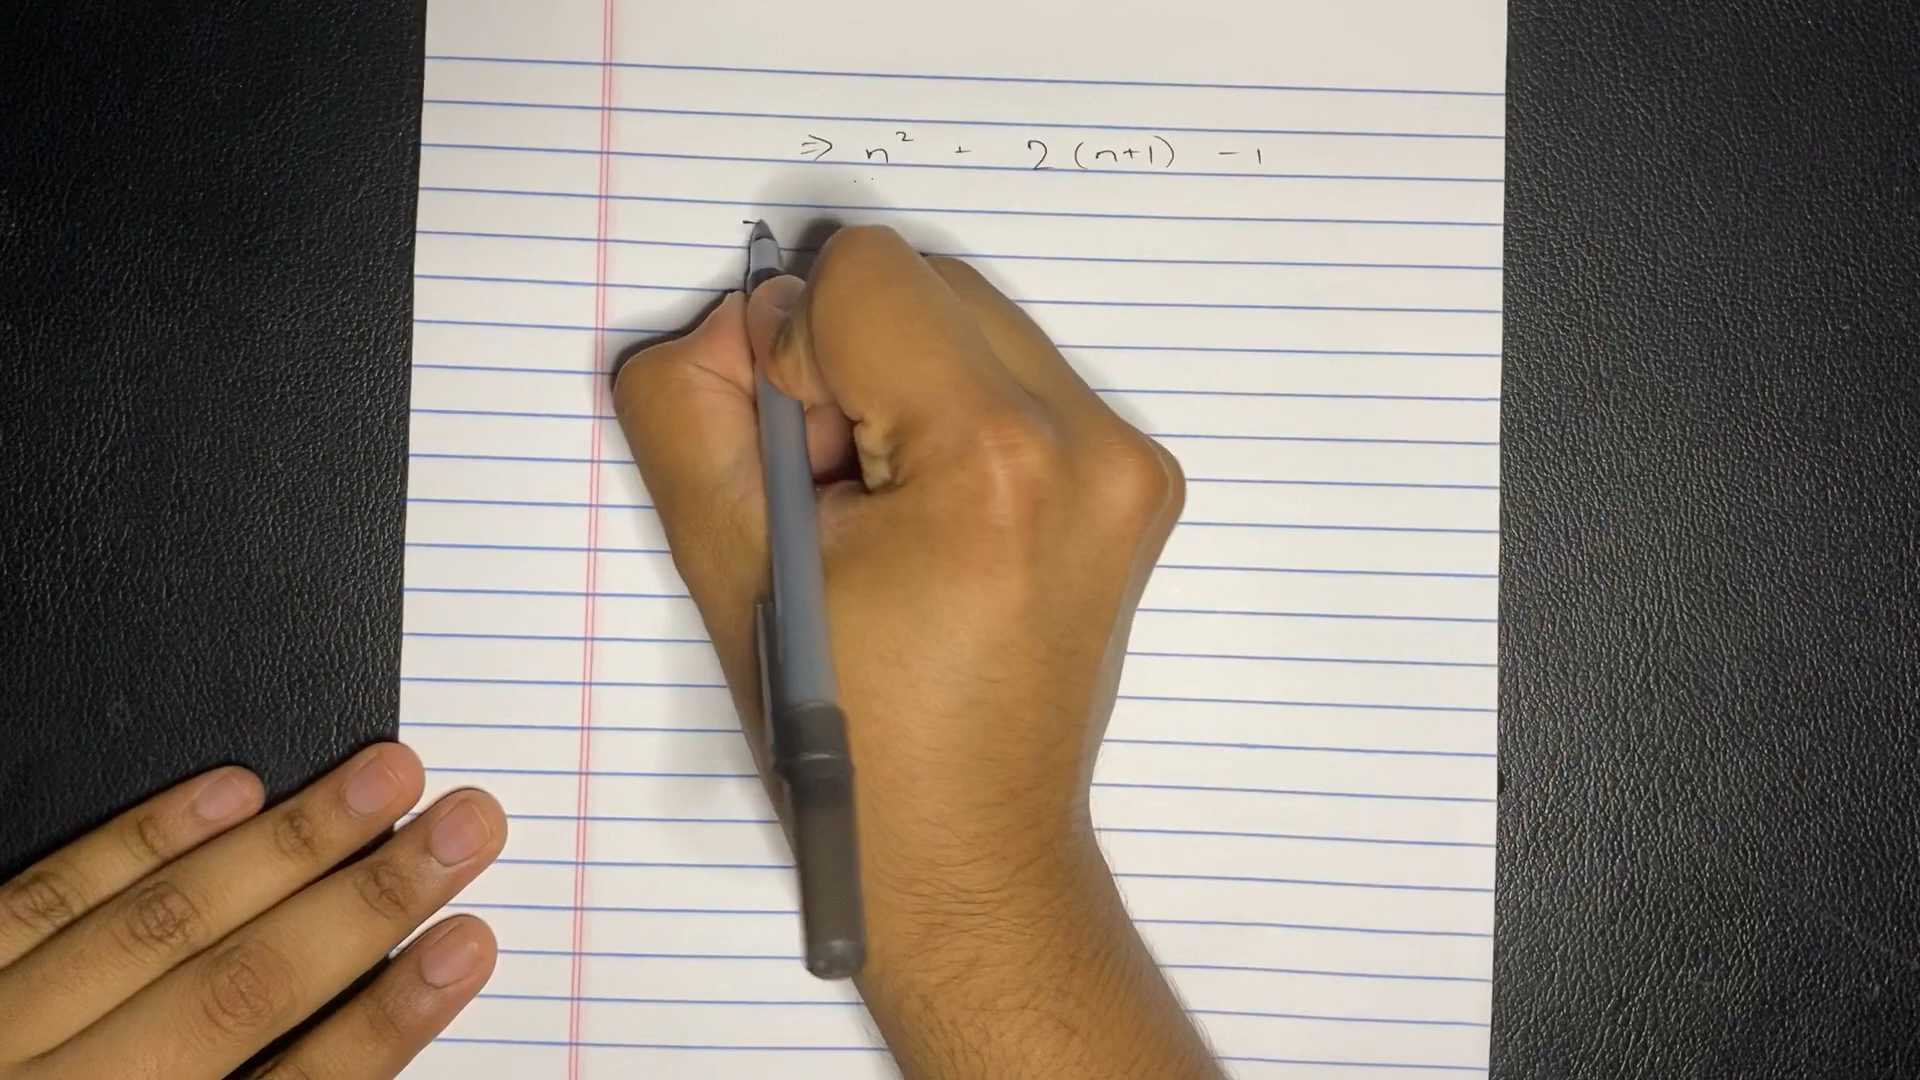 ⇒ n² + 2 (n+1) - 1